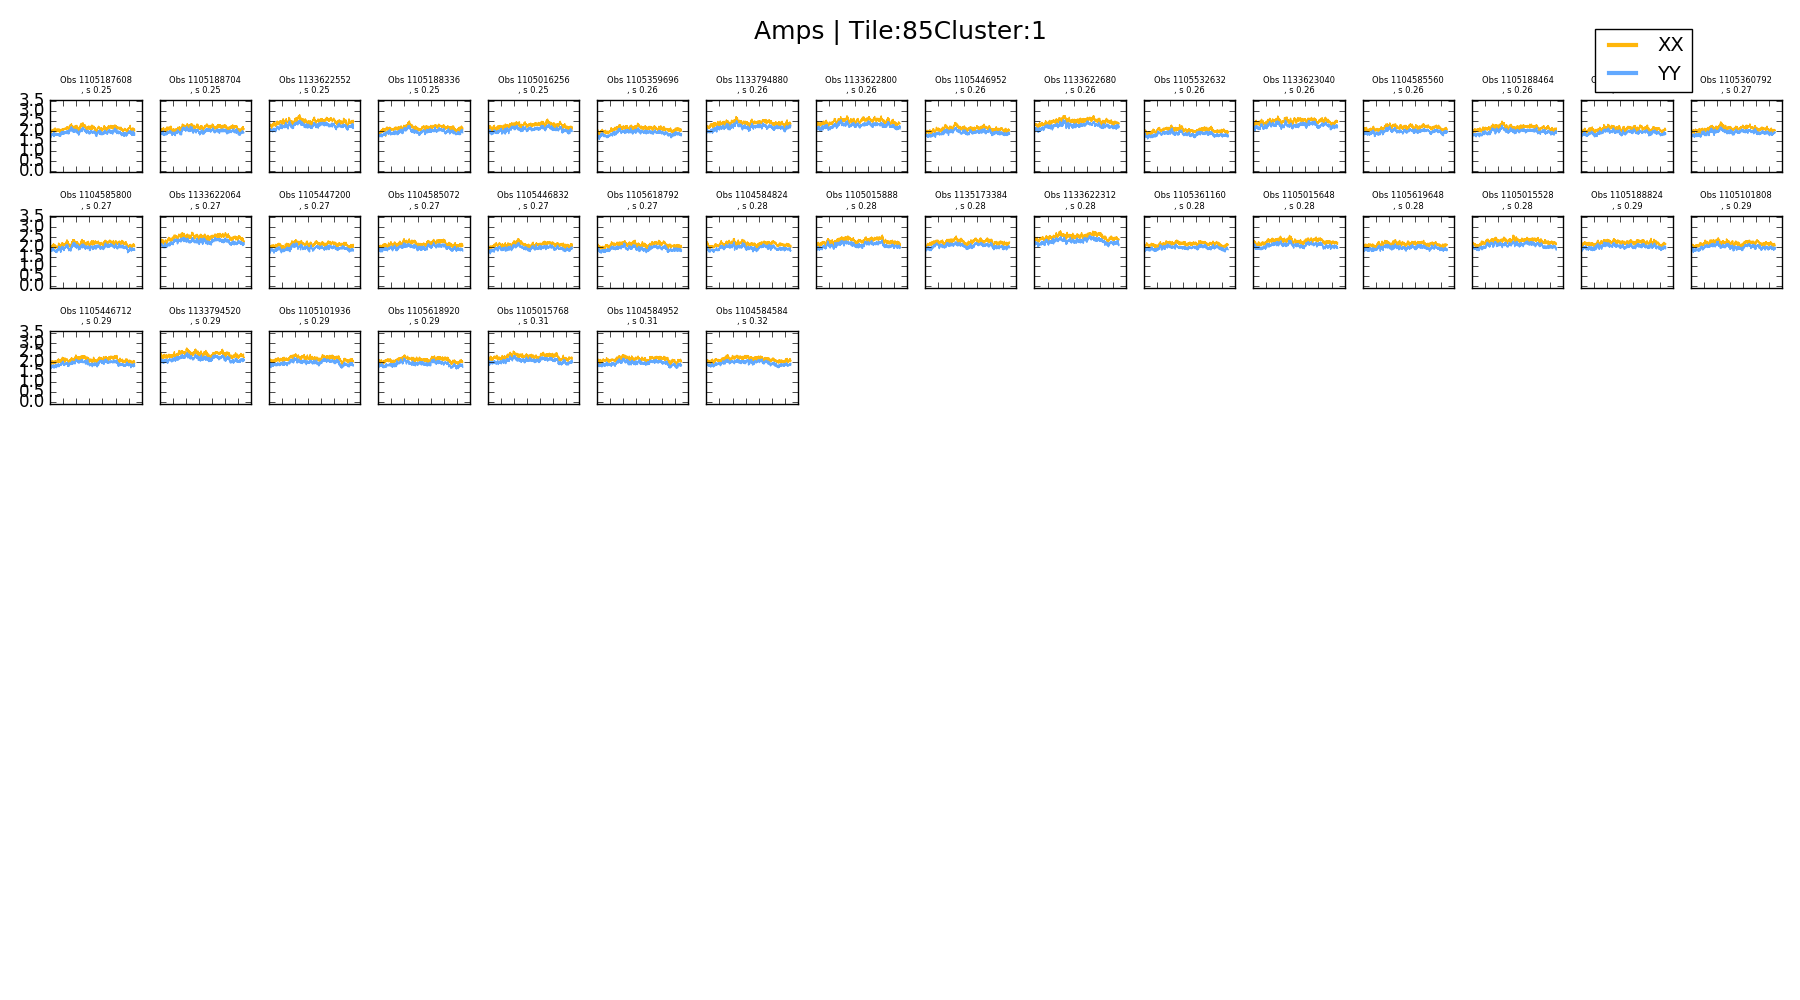 Amps | Tile:85Cluster:1
XX
YY
Obs 1105187608
, s 0.25
Obs 1105188704
, s 0.25
Obs 1133622552
, s 0.25
Obs 1105188336
, s 0.25
Obs 1105016256
, s 0.25
Obs 1105359696
, s 0.26
Obs 1133794880
, s 0.26
Obs 1133622800
, s 0.26
Obs 1105446952
, s 0.26
Obs 1133622680
, s 0.26
Obs 1105532632
, s 0.26
Obs 1133623040
, s 0.26
Obs 1104585560
, s 0.26
Obs 1105188464
, s 0.26
Obs 1105360792
, s 0.27
3.5
3.0
2.5
2.0
1.5
1.0
0.5
0.0
Obs 1104585800
, s 0.27
Obs 1133622064
, s 0.27
Obs 1105447200
, s 0.27
Obs 1104585072
, s 0.27
Obs 1105446832
, s 0.27
Obs 1105618792
, s 0.27
Obs 1104584824
, s 0.28
Obs 1105015888
, s 0.28
Obs 1135173384
, s 0.28
Obs 1133622312
, s 0.28
Obs 1105361160
, s 0.28
Obs 1105015648
, s 0.28
Obs 1105619648
, s 0.28
Obs 1105015528
, s 0.28
Obs 1105188824
, s 0.29
Obs 1105101808
, s 0.29
3.5
3.0
2.5
2.0
1.5
1.0
0.5
0.0
Obs 1105446712
, s 0.29
Obs 1133794520
, s 0.29
Obs 1105101936
, s 0.29
Obs 1105618920
, s 0.29
Obs 1105015768
, s 0.31
Obs 1104584952
, s 0.31
Obs 1104584584
, s 0.32
3.5
3.0
2.5
2.0
1.5
1.0
0.5
0.0